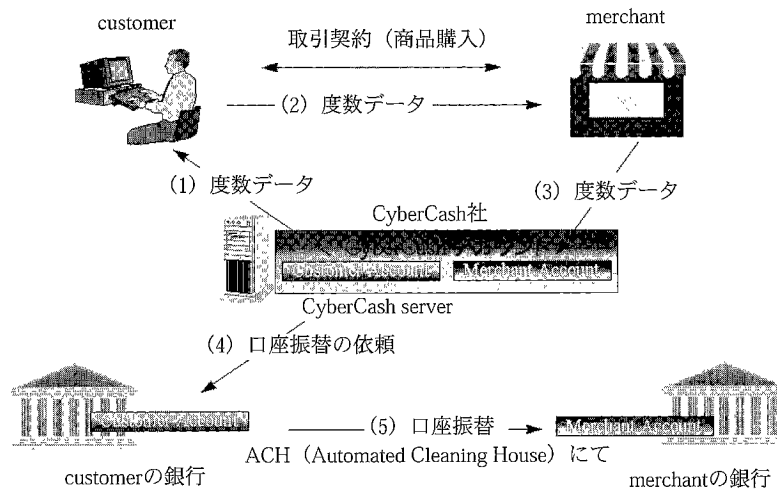 customer
merchant
取引契約（商品購入）
(2) 度数データ
(1) 度数データ
(3) 度数データ
CyberCash社
Merchant Account
CyberCash server
(4) 口座振替の依頼
(5) 口座振替
Merchant Account
ACH（Automated Cleaning House）にて
customerの銀行
merchantの銀行